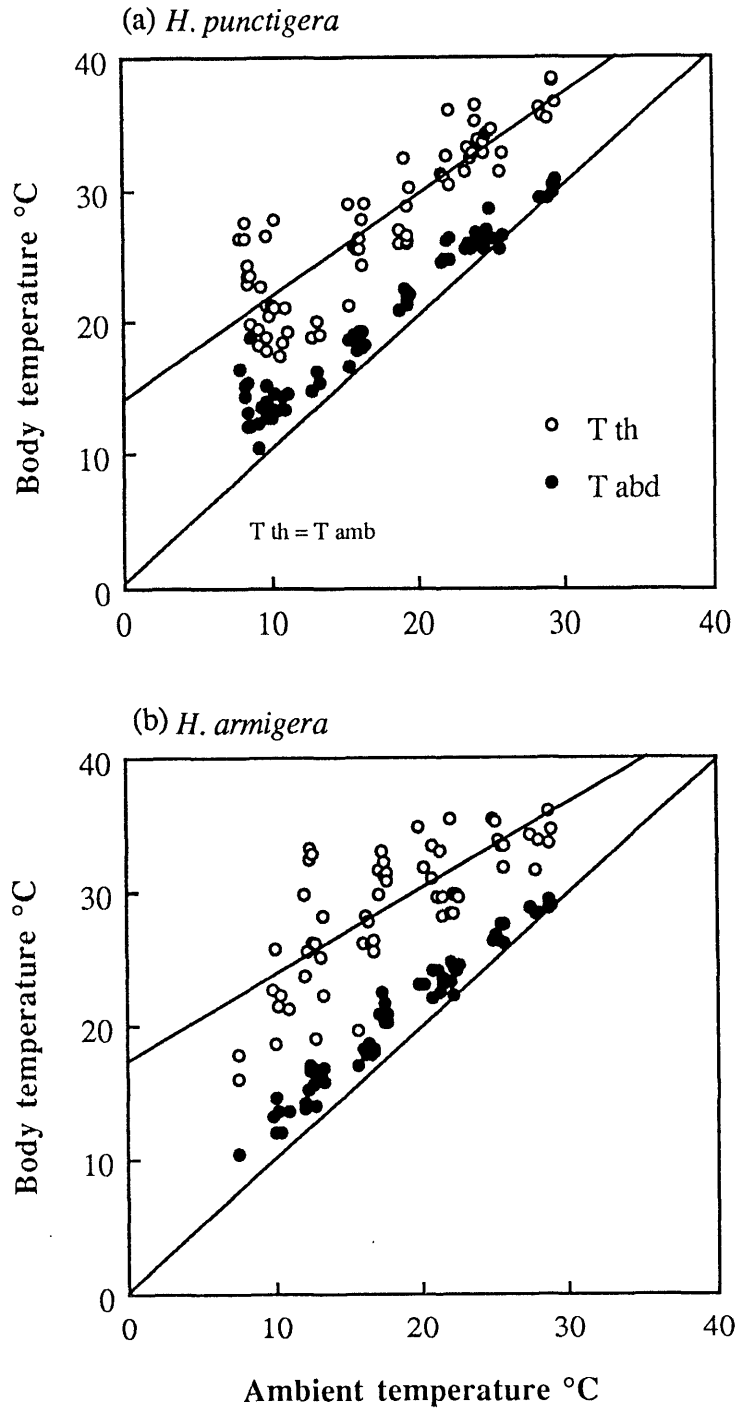 (a) H. punctigera
40
30
20
10
0
Body temperature °C
T th
T abd
T th = T amb
0 10 20 30 40
(b) H. armigera
40
30
20
10
0
Body temperature °C
0 10 20 30 40
Ambient temperature °C